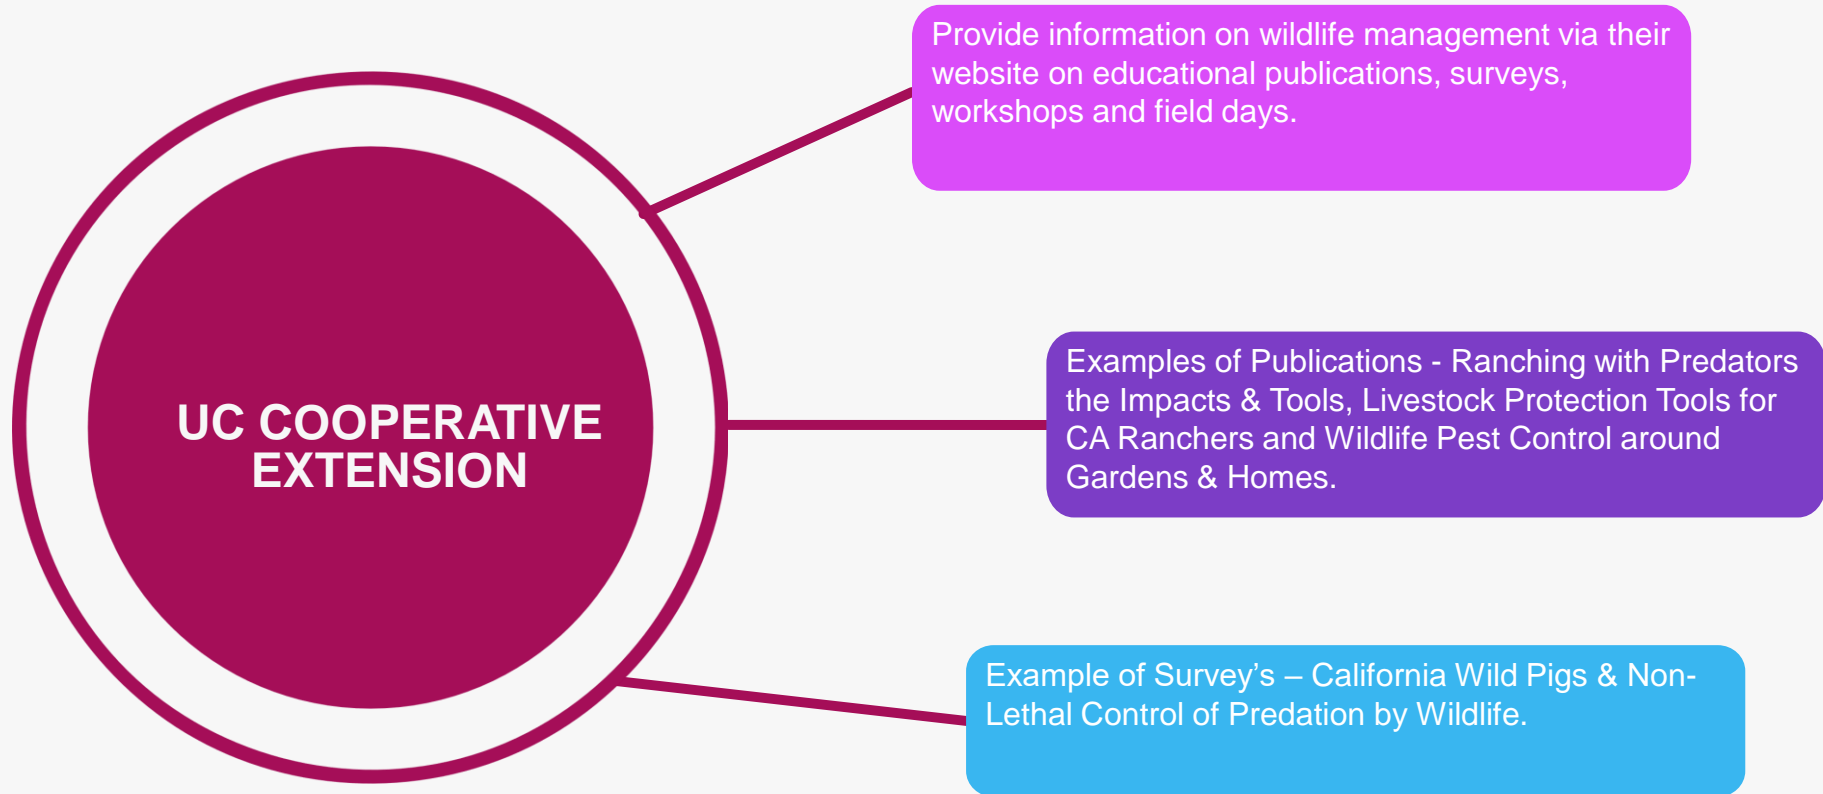 Provide information on wildlife management via their
website on educational publications, surveys,
workshops and field days.
UC COOPERATIVE
EXTENSION
Examples of Publications - Ranching with Predators
the Impacts & Tools, Livestock Protection Tools for
CA Ranchers and Wildlife Pest Control around
Gardens & Homes.
Example of Survey’s – California Wild Pigs & Non-
Lethal Control of Predation by Wildlife.